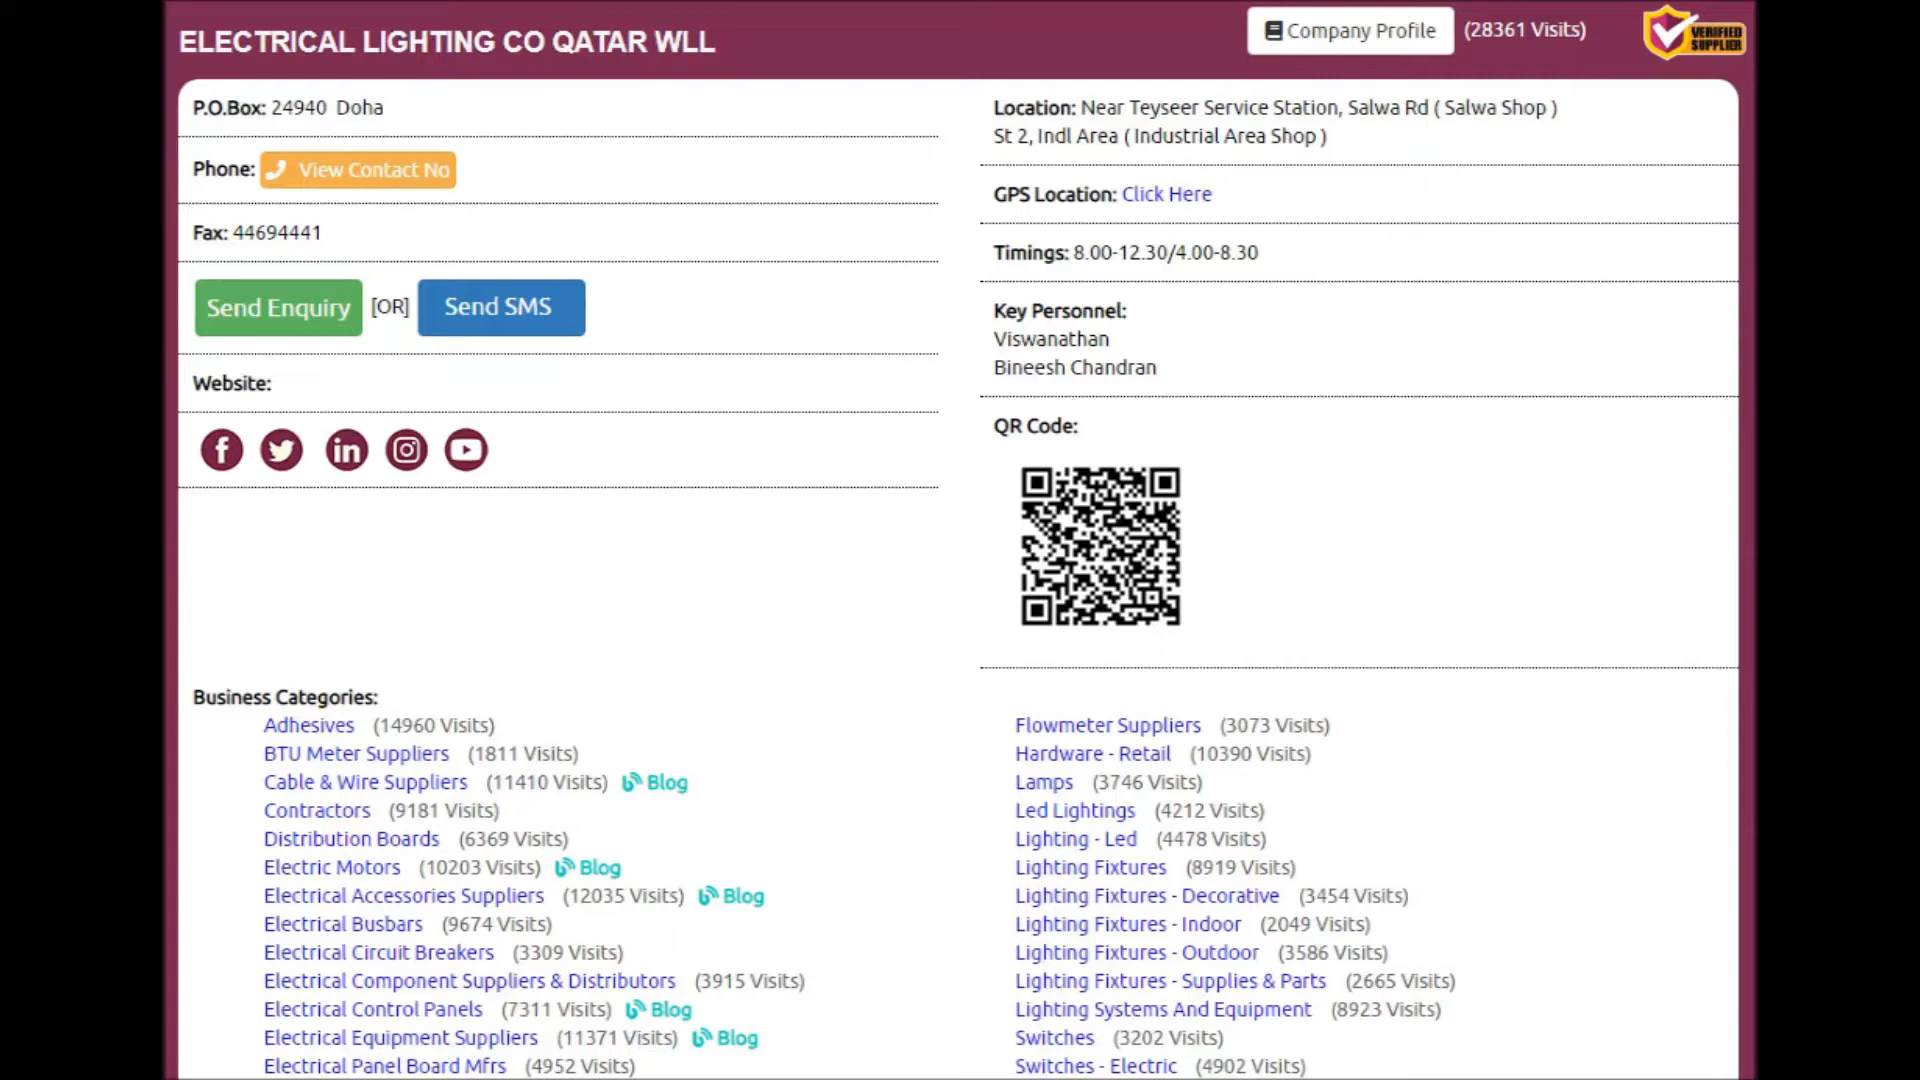 ELECTRICAL LIGHTING CO QATAR WLL
Company Profile (28361 Visits)
VERIFIED
SUPPLIER
P.O.Box: 24940 Doha
Phone: View Contact No
Fax: 44694441
Send Enquiry [OR] Send SMS
Website:
Location: Near Teyseer Service Station, Salwa Rd ( Salwa Shop )
St 2, Indl Area ( Industrial Area Shop )
GPS Location: Click Here
Timings: 8.00-12.30/4.00-8.30
Key Personnel:
Viswanathan
Bineesh Chandran
QR Code:
Business Categories:
Adhesives (14960 Visits)
BTU Meter Suppliers (1811 Visits)
Cable & Wire Suppliers (11410 Visits) Blog
Contractors (9181 Visits)
Distribution Boards (6369 Visits)
Electric Motors (10203 Visits) Blog
Electrical Accessories Suppliers (12035 Visits) Blog
Electrical Busbars (9674 Visits)
Electrical Circuit Breakers (3309 Visits)
Electrical Component Suppliers & Distributors (3915 Visits)
Electrical Control Panels (7311 Visits) Blog
Electrical Equipment Suppliers (11371 Visits) Blog
Electrical Panel Board Mfrs (4952 Visits)
Flowmeter Suppliers (3073 Visits)
Hardware - Retail (10390 Visits)
Lamps (3746 Visits)
Led Lightings (4212 Visits)
Lighting - Led (4478 Visits)
Lighting Fixtures (8919 Visits)
Lighting Fixtures - Decorative (3454 Visits)
Lighting Fixtures - Indoor (2049 Visits)
Lighting Fixtures - Outdoor (3586 Visits)
Lighting Fixtures - Supplies & Parts (2665 Visits)
Lighting Systems And Equipment (8923 Visits)
Switches (3202 Visits)
Switches - Electric (4902 Visits)